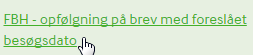 FBH - opfølgning på brev med foreslået
besøgsdato